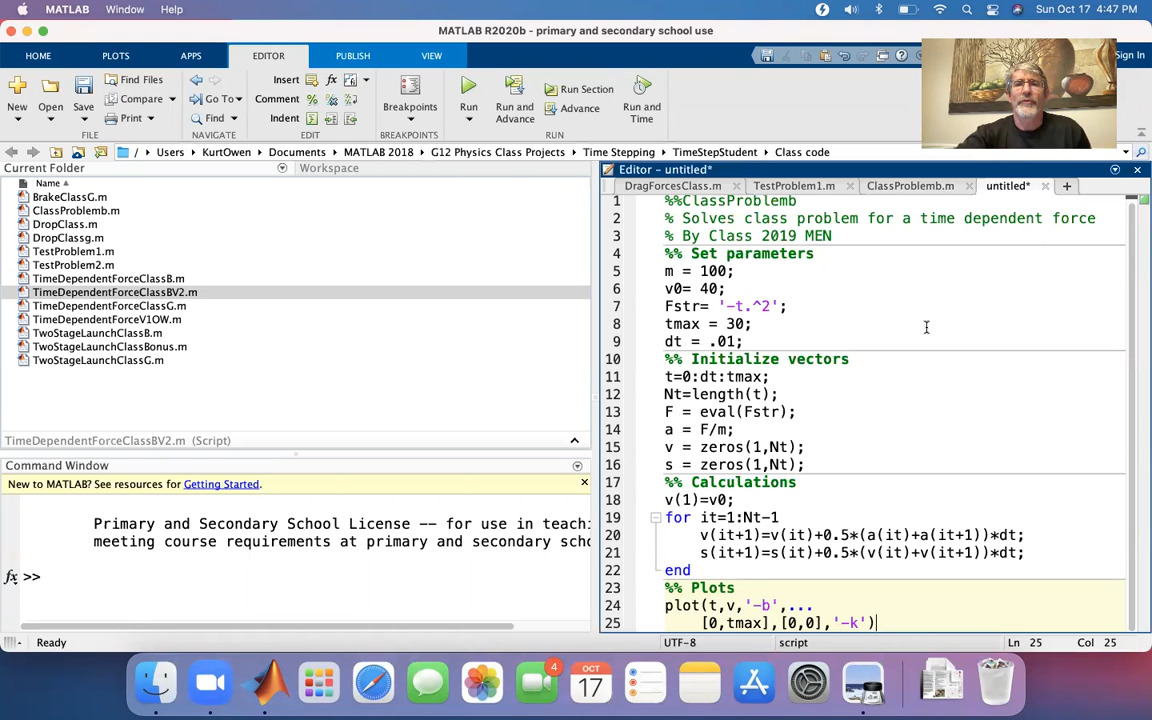 MATLAB Window Help Sun Oct 17 4:47 PM
MATLAB R2020b - primary and secondary school use
HOME PLOTS APPS EDITOR PUBLISH VIEW Sign In
New Open Save Find Files Compare Print
FILE
Go To Find
NAVIGATE
Insert fx
Comment %
Indent
EDIT
Breakpoints
BREAKPOINTS
Run Run and Advance Run Section Advance Run and Time
RUN
/ Users KurtOwen Documents MATLAB 2018 G12 Physics Class Projects Time Stepping TimeStepStudent Class code
Current Folder Workspace
Name
BrakeClassG.m
ClassProblemb.m
DropClass.m
DropClassg.m
TestProblem1.m
TestProblem2.m
TimeDependentForceClassB.m
TimeDependentForceClassBV2.m
TimeDependentForceClassG.m
TimeDependentForceV1OW.m
TwoStageLaunchClassB.m
TwoStageLaunchClassBonus.m
TwoStageLaunchClassG.m
TimeDependentForceClassBV2.m (Script)
Command Window
New to MATLAB? See resources for Getting Started.
Primary and Secondary School License -- for use in
meeting course requirements at primary and secondary
fx >>
Editor - untitled*
DragForcesClass.m TestProblem1.m ClassProblemb.m untitled*
1 %%ClassProblemb
2 % Solves class problem for a time dependent force
3 % By Class 2019 MEN
4 %% Set parameters
5 m = 100;
6 v0= 40;
7 Fstr= '-t.^2';
8 tmax = 30;
9 dt = .01;
10 %% Initialize vectors
11 t=0:dt:tmax;
12 Nt=length(t);
13 F = eval(Fstr);
14 a = F/m;
15 v = zeros(1,Nt);
16 s = zeros(1,Nt);
17 %% Calculations
18 v(1)=v0;
19 for it=1:Nt-1
20 v(it+1)=v(it)+0.5*(a(it)+a(it+1))*dt;
21 s(it+1)=s(it)+0.5*(v(it)+v(it+1))*dt;
22 end
23 %% Plots
24 plot(t,v,'-b',...
25 [0,tmax],[0,0],'-k')
Ready UTF-8 script Ln 25 Col 25
4
OCT
17